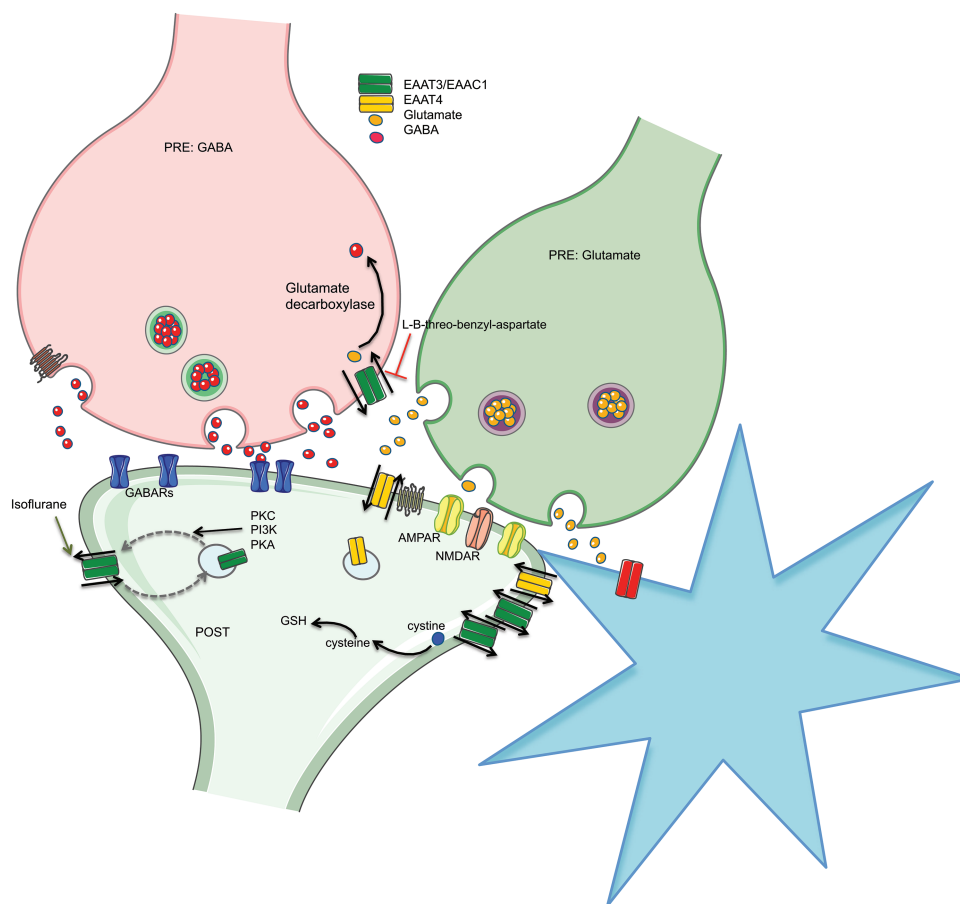 EAAT3/EAAC1
EAAT4
Glutamate
GABA
PRE: GABA
PRE: Glutamate
Glutamate
decarboxylase
L-B-threo-benzyl-aspartate
GABARs
Isoflurane
PKC
PI3K
PKA
AMPAR
NMDAR
POST
GSH
cysteine
cystine